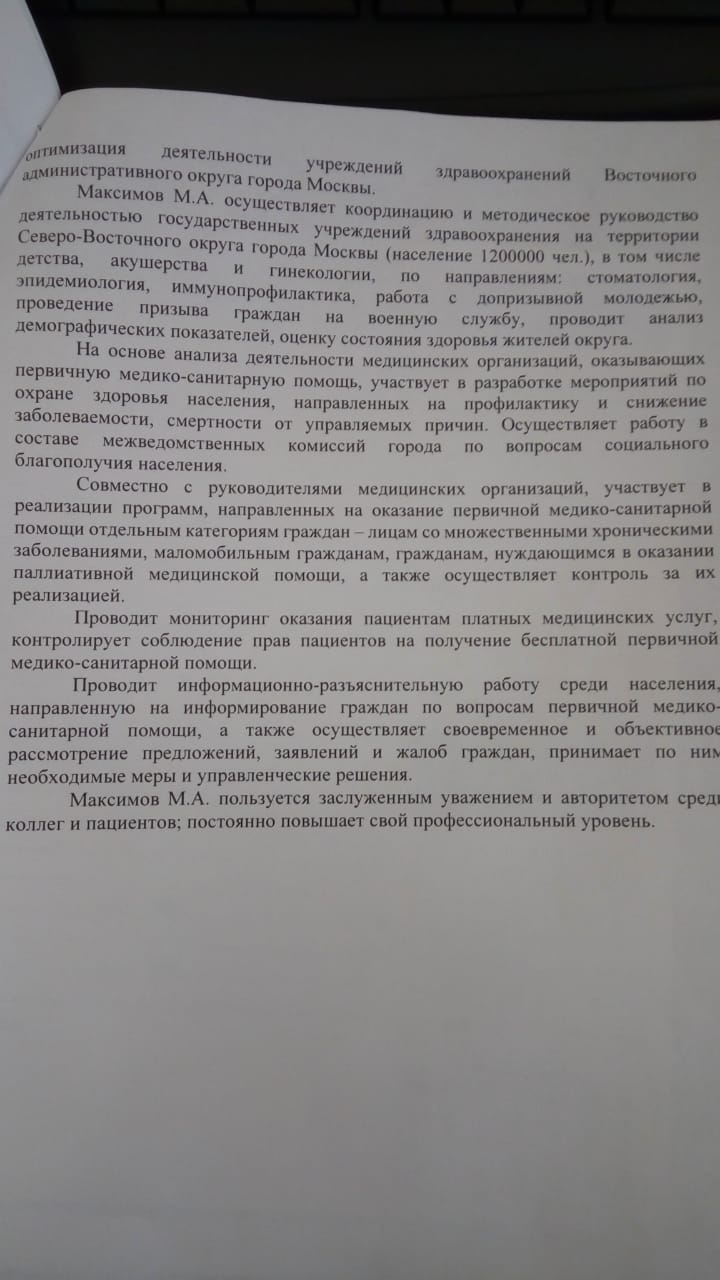 оптимизация деятельности учреждений здравоохранений Восточного
административного округа города Москвы.
Максимов М.А. осуществляет координацию и методическое руководство
деятельностью государственных учреждений здравоохранения на территории
Северо-Восточного округа города Москвы (население 1200000 чел.), в том числе
детства, акушерства и гинекологии, по направлениям: стоматология,
эпидемиология, иммунопрофилактика, работа с допризывной молодежью,
проведение призыва граждан на военную службу, проводит анализ
демографических показателей, оценку состояния здоровья жителей округа.
На основе анализа деятельности медицинских организаций, оказывающих
первичную медико-санитарную помощь, участвует в разработке мероприятий по
охране здоровья населения, направленных на профилактику и снижение
заболеваемости, смертности от управляемых причин. Осуществляет работу в
составе межведомственных комиссий города по вопросам социального
благополучия населения.
Совместно с руководителями медицинских организаций, участвует в
реализации программ, направленных на оказание первичной медико-санитарной
помощи отдельным категориям граждан – лицам со множественными хроническими
заболеваниями, маломобильным гражданам, гражданам, нуждающимся в оказании
паллиативной медицинской помощи, а также осуществляет контроль за их
реализацией.
Проводит мониторинг оказания пациентам платных медицинских услуг,
контролирует соблюдение прав пациентов на получение бесплатной первичной
медико-санитарной помощи.
Проводит информационно-разъяснительную работу среди населения,
направленную на информирование граждан по вопросам первичной медико-
санитарной помощи, а также осуществляет своевременное и объективное
рассмотрение предложений, заявлений и жалоб граждан, принимает по ним
необходимые меры и управленческие решения.
Максимов М.А. пользуется заслуженным уважением и авторитетом среди
коллег и пациентов; постоянно повышает свой профессиональный уровень.